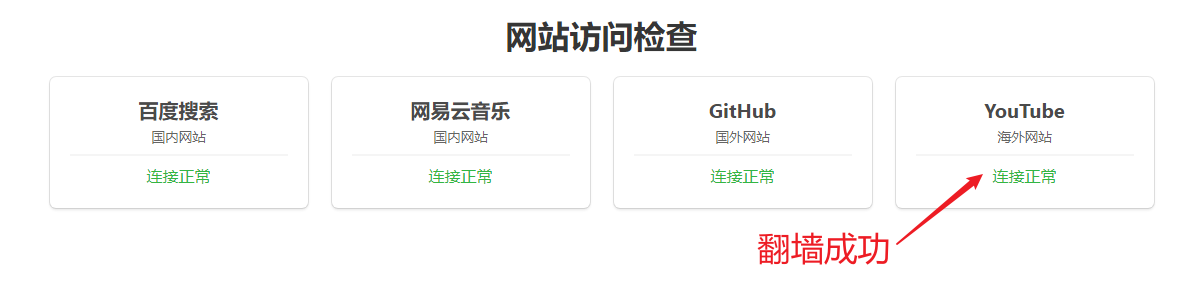 网站访问检查
百度搜索
国内网站
连接正常
网易云音乐
国内网站
连接正常
GitHub
国外网站
连接正常
YouTube
海外网站
连接正常
翻墙成功